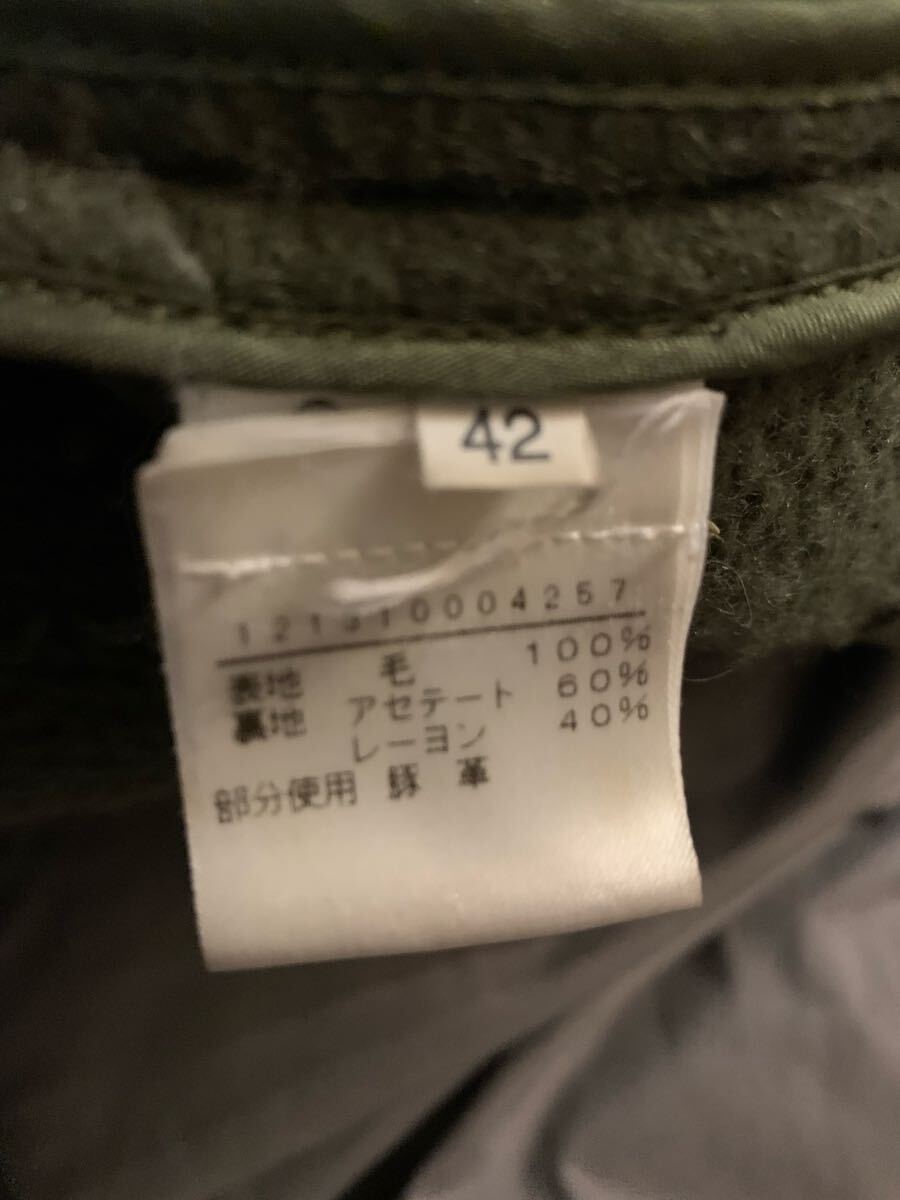 42
121310004257
表地 毛 100%
裏地 アセテート 60%
レーヨン 40%
部分使用 豚革